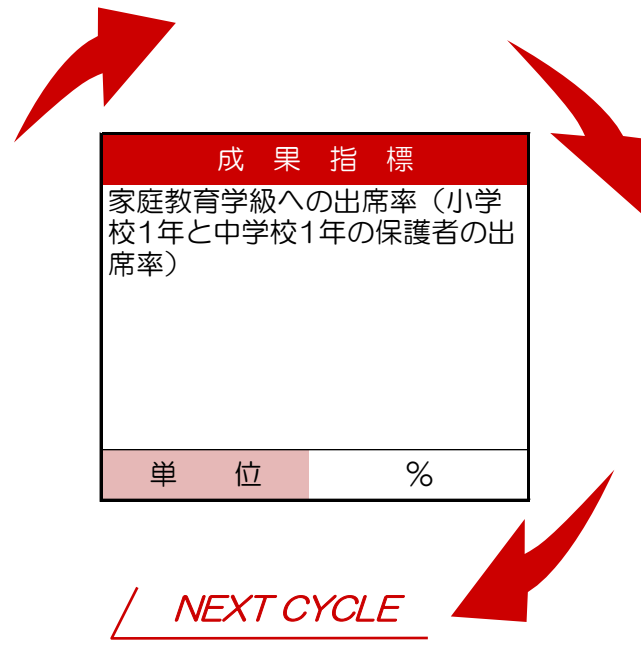 成果指標
家庭教育学級への出席率（小学
校1年と中学校1年の保護者の出
席率）
単位 %
NEXT CYCLE